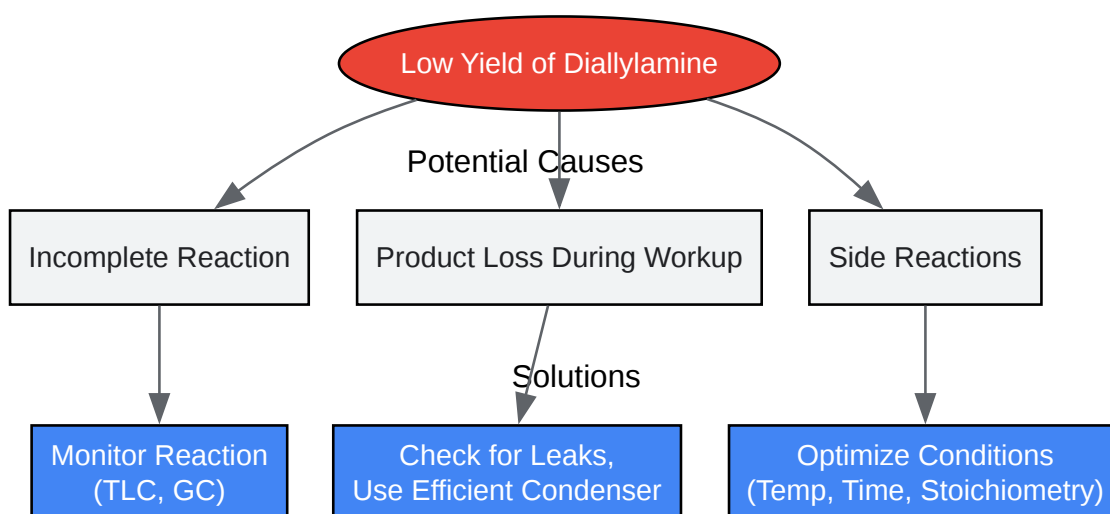 Low Yield of Diallylamine
Potential Causes
Incomplete Reaction
Product Loss During Workup
Side Reactions
Solutions
Monitor Reaction
(TLC, GC)
Check for Leaks,
Use Efficient Condenser
Optimize Conditions
(Temp, Time, Stoichiometry)